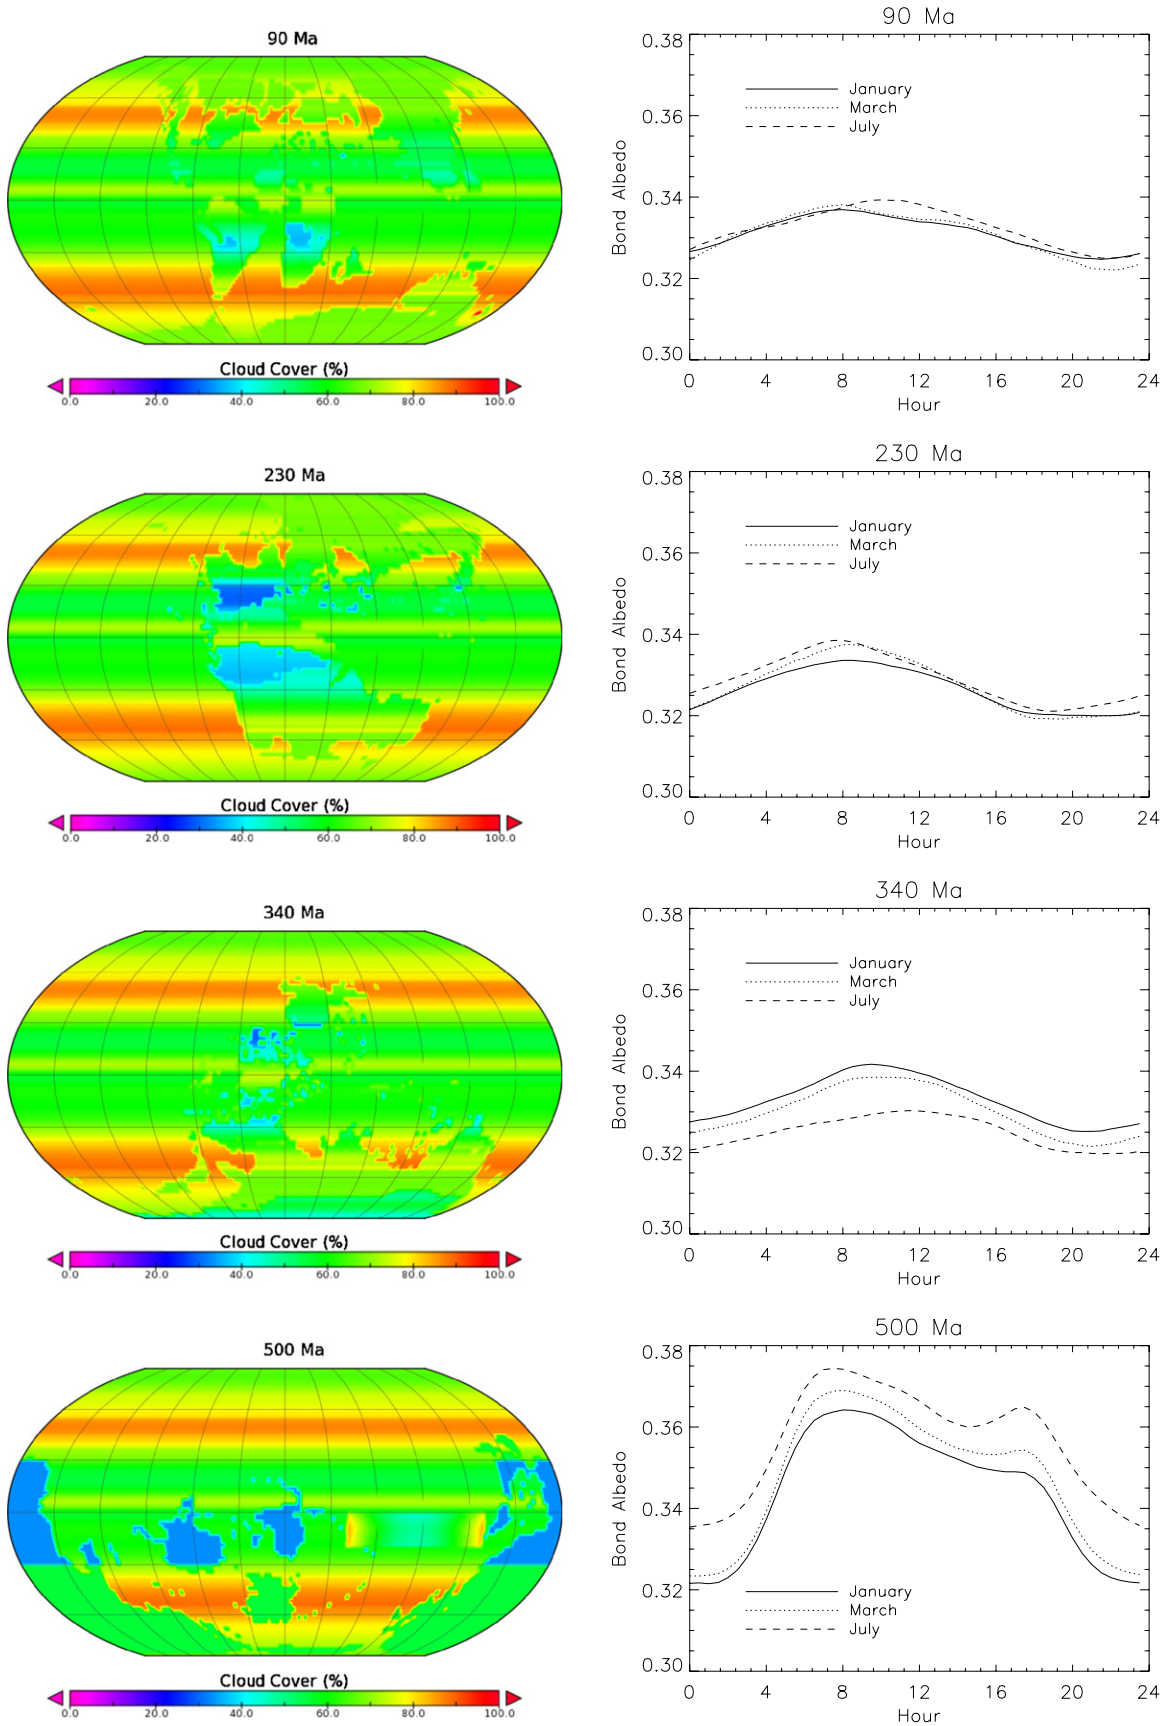 90 Ma
Cloud Cover (%)
0.0 20.0 40.0 60.0 80.0 100.0
90 Ma
0.38
0.36
0.34
0.32
0.30
Bond Albedo
January
March
July
0 4 8 12 16 20 24
Hour
230 Ma
Cloud Cover (%)
0.0 20.0 40.0 60.0 80.0 100.0
230 Ma
0.38
0.36
0.34
0.32
0.30
Bond Albedo
January
March
July
0 4 8 12 16 20 24
Hour
340 Ma
Cloud Cover (%)
0.0 20.0 40.0 60.0 80.0 100.0
340 Ma
0.38
0.36
0.34
0.32
0.30
Bond Albedo
January
March
July
0 4 8 12 16 20 24
Hour
500 Ma
Cloud Cover (%)
0.0 20.0 40.0 60.0 80.0 100.0
500 Ma
0.38
0.36
0.34
0.32
0.30
Bond Albedo
January
March
July
0 4 8 12 16 20 24
Hour